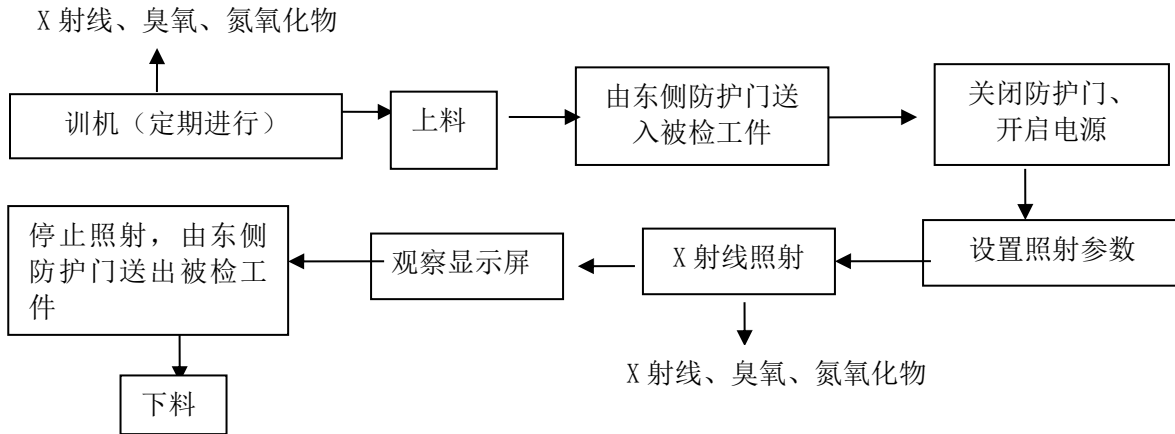 X 射线、臭氧、氮氧化物
训机（定期进行）
上料
由东侧防护门送
入被检工件
关闭防护门、
开启电源
设置照射参数
X 射线照射
观察显示屏
停止照射，由东侧
防护门送出被检工
件
X 射线、臭氧、氮氧化物
下料